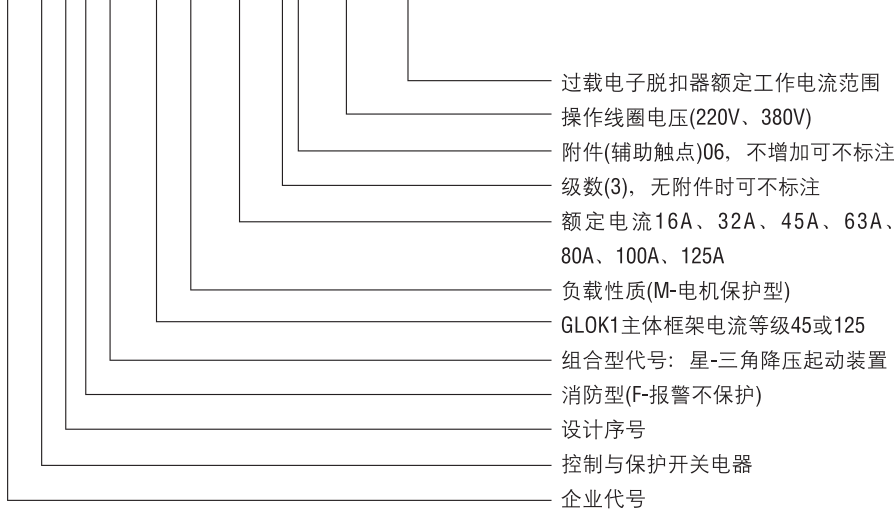 过载电子脱扣器额定工作电流范围
操作线圈电压(220V、380V)
附件(辅助触点)06，不增加可不标注
级数(3)，无附件时可不标注
额定电流16A、32A、45A、63A、
80A、100A、125A
负载性质(M-电机保护型)
GLOK1主体框架电流等级45或125
组合型代号：星-三角降压起动装置
消防型(F-报警不保护)
设计序号
控制与保护开关电器
企业代号